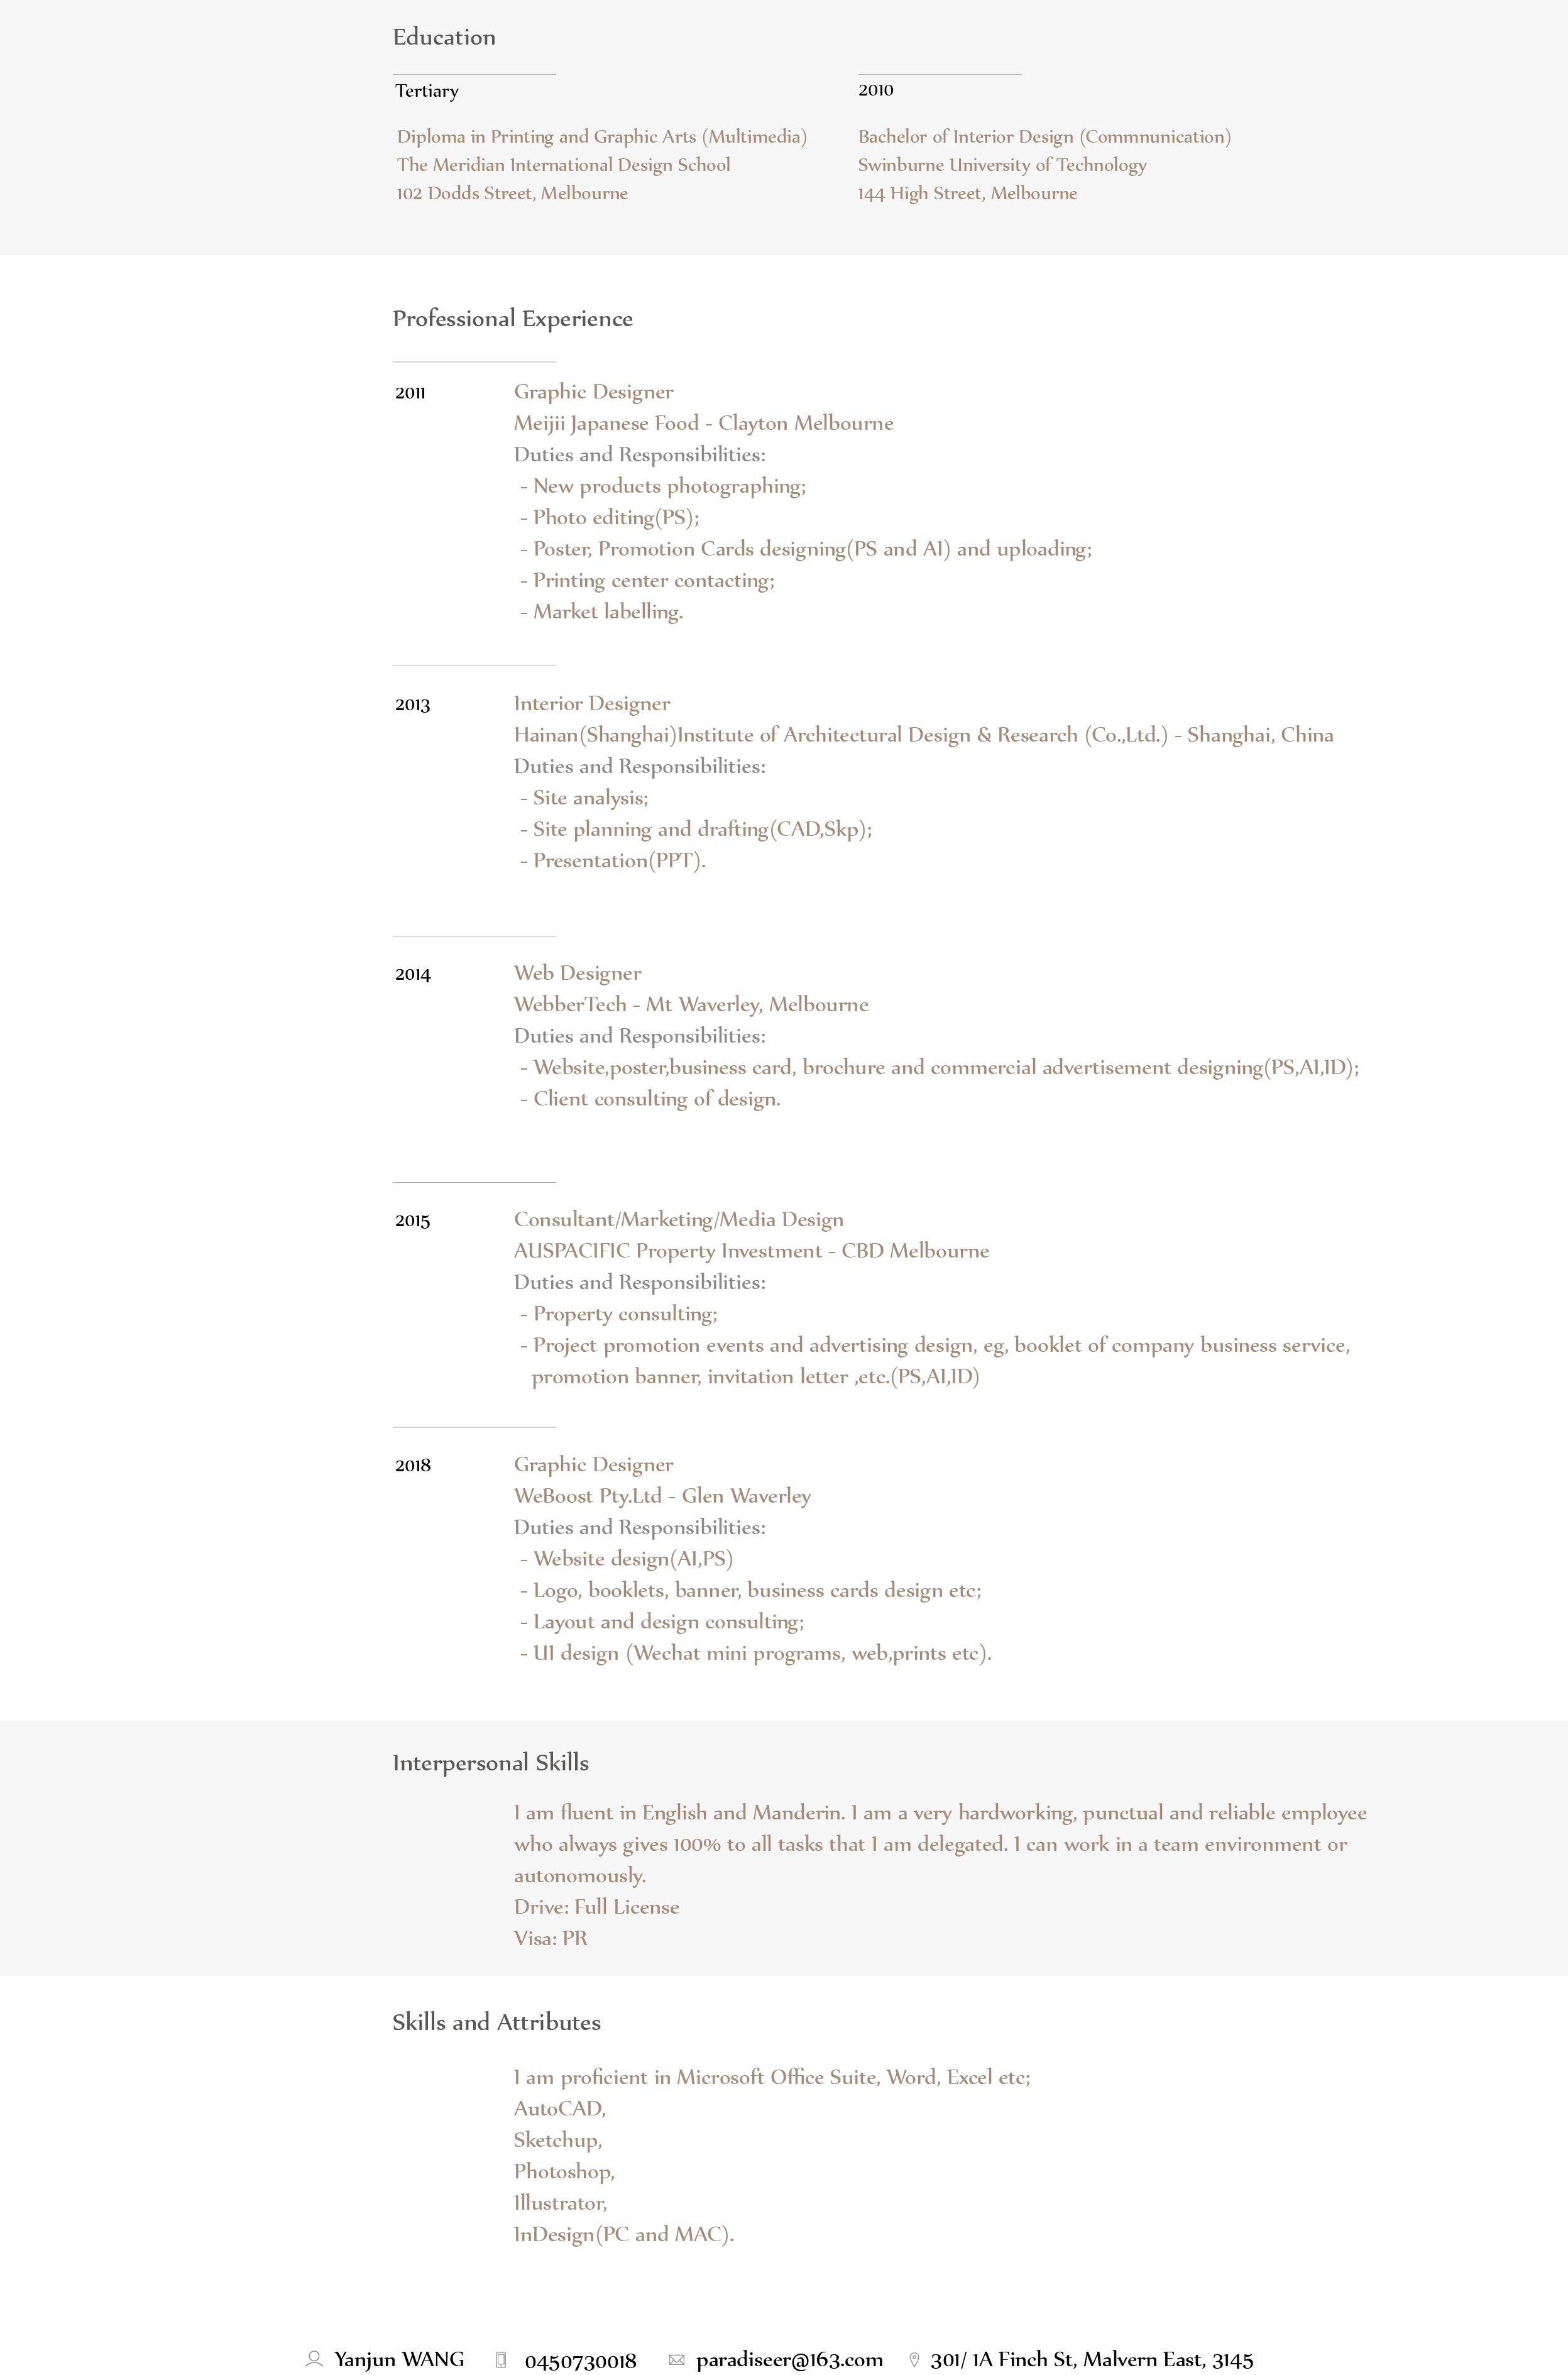 Education
Tertiary
Diploma in Printing and Graphic Arts (Multimedia)
The Meridian International Design School
102 Dodds Street, Melbourne
2010
Bachelor of Interior Design (Commnunication)
Swinburne University of Technology
144 High Street, Melbourne
Professional Experience
2011
Graphic Designer
Meijii Japanese Food - Clayton Melbourne
Duties and Responsibilities:
- New products photographing;
- Photo editing(PS);
- Poster, Promotion Cards designing(PS and AI) and uploading;
- Printing center contacting;
- Market labelling.
2013
Interior Designer
Hainan(Shanghai)Institute of Architectural Design & Research (Co.,Ltd.) - Shanghai, China
Duties and Responsibilities:
- Site analysis;
- Site planning and drafting(CAD,Skp);
- Presentation(PPT).
2014
Web Designer
WebberTech - Mt Waverley, Melbourne
Duties and Responsibilities:
- Website,poster,business card, brochure and commercial advertisement designing(PS,AI,ID);
- Client consulting of design.
2015
Consultant/Marketing/Media Design
AUSPACIFIC Property Investment - CBD Melbourne
Duties and Responsibilities:
- Property consulting;
- Project promotion events and advertising design, eg, booklet of company business service,
promotion banner, invitation letter ,etc.(PS,AI,ID)
2018
Graphic Designer
WeBoost Pty.Ltd - Glen Waverley
Duties and Responsibilities:
- Website design(AI,PS)
- Logo, booklets, banner, business cards design etc;
- Layout and design consulting;
- UI design (Wechat mini programs, web,prints etc).
Interpersonal Skills
I am fluent in English and Manderin. I am a very hardworking, punctual and reliable employee
who always gives 100% to all tasks that I am delegated. I can work in a team environment or
autonomously.
Drive: Full License
Visa: PR
Skills and Attributes
I am proficient in Microsoft Office Suite, Word, Excel etc;
AutoCAD,
Sketchup,
Photoshop,
Illustrator,
InDesign(PC and MAC).
Yanjun WANG 0450730018 paradiseer@163.com 301/ 1A Finch St, Malvern East, 3145